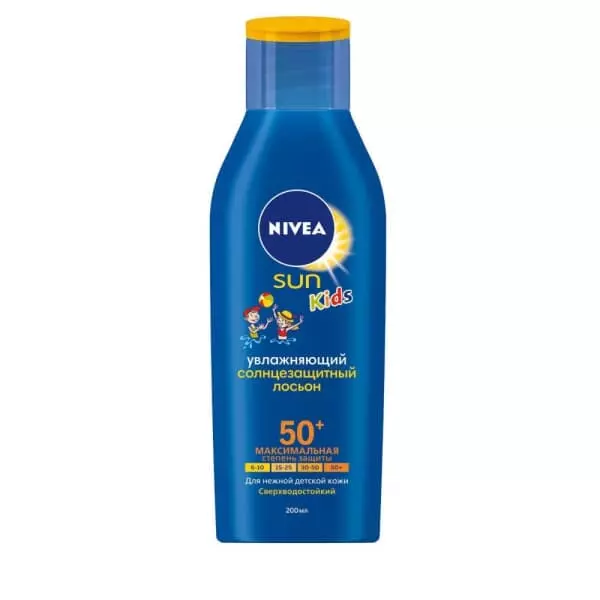 NIVEA
sun
Kids
увлажняющий
солнцезащитный
лосьон
50+
МАКСИМАЛЬНАЯ
степень защиты
6-10 15-25 30-50 50+
Для нежной детской кожи
Сверхводостойкий
200мл